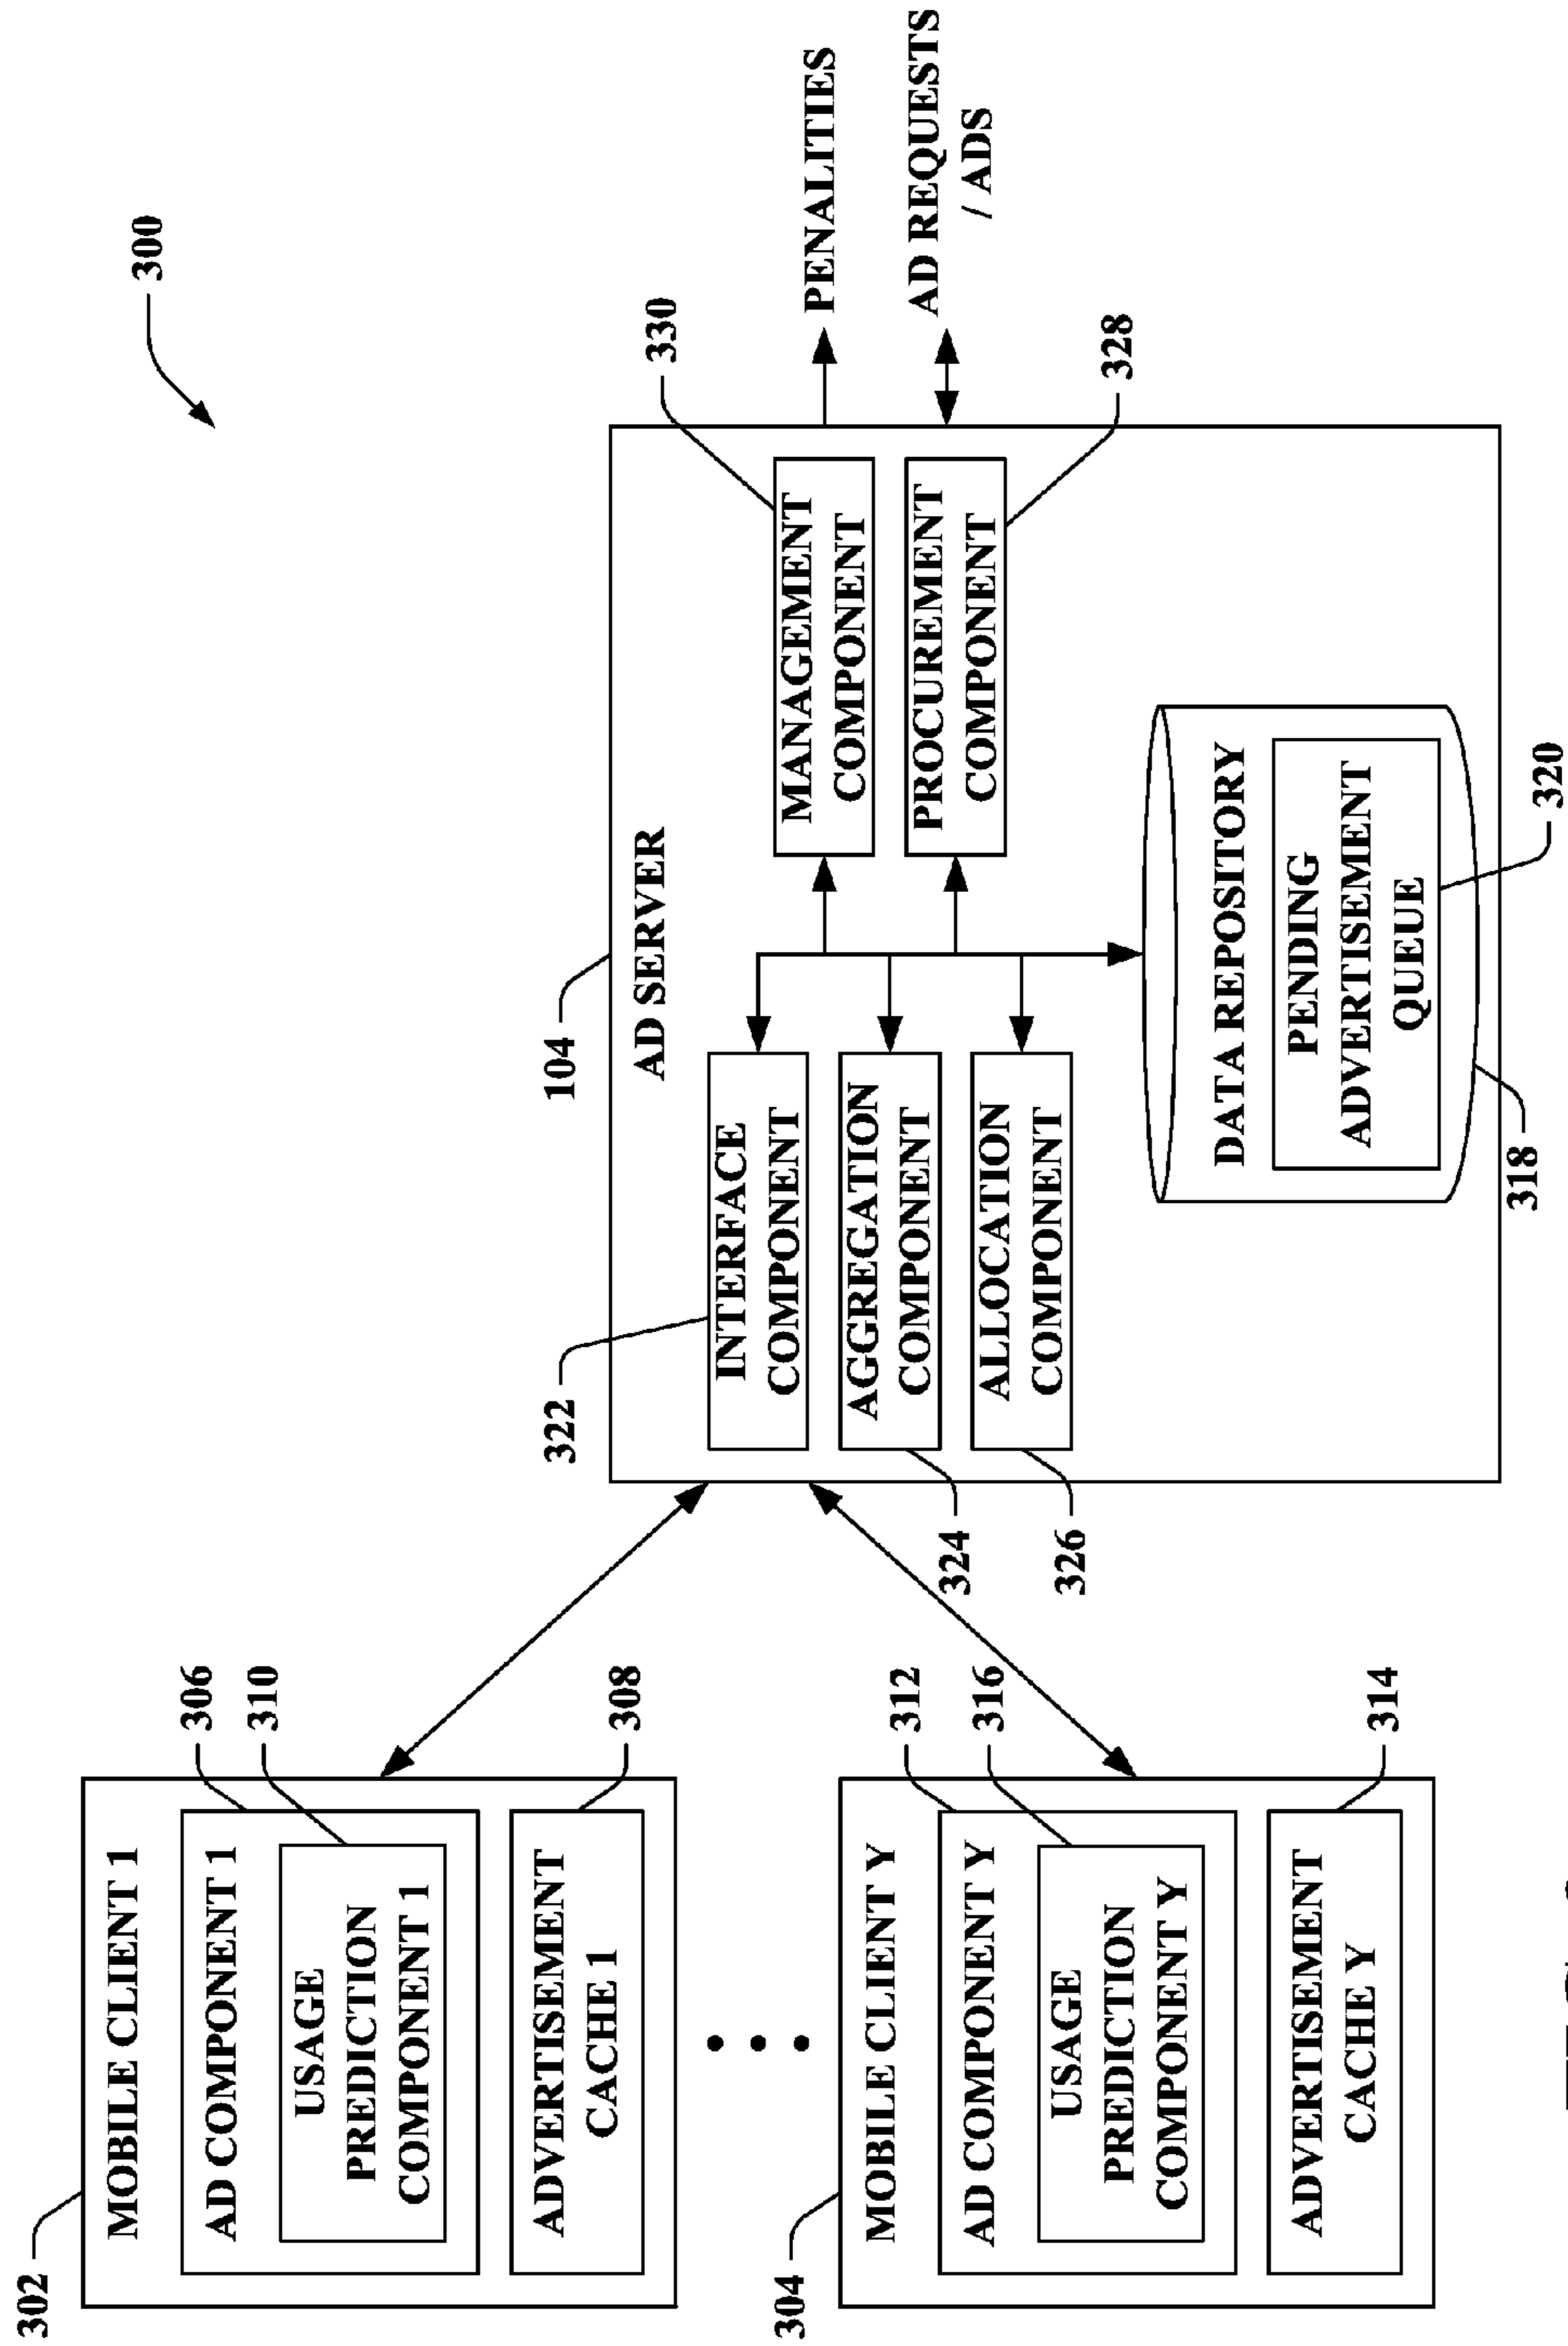 300
302
MOBILE CLIENT 1
306
AD COMPONENT 1
310
USAGE
PREDICTION
COMPONENT 1
308
ADVERTISEMENT
CACHE 1
304
MOBILE CLIENT Y
312
AD COMPONENT Y
316
USAGE
PREDICTION
COMPONENT Y
314
ADVERTISEMENT
CACHE Y
104
AD SERVER
322
INTERFACE
COMPONENT
324
AGGREGATION
COMPONENT
326
ALLOCATION
COMPONENT
330
MANAGEMENT
COMPONENT
328
PROCUREMENT
COMPONENT
DATA REPOSITORY
PENDING
ADVERTISEMENT
QUEUE
318
320
PENALITIES
AD REQUESTS
/ ADS